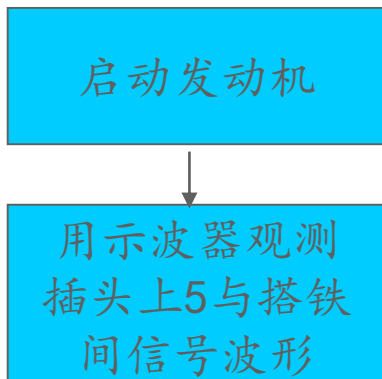 启动发动机
用示波器观测
插头上5与搭铁
间信号波形